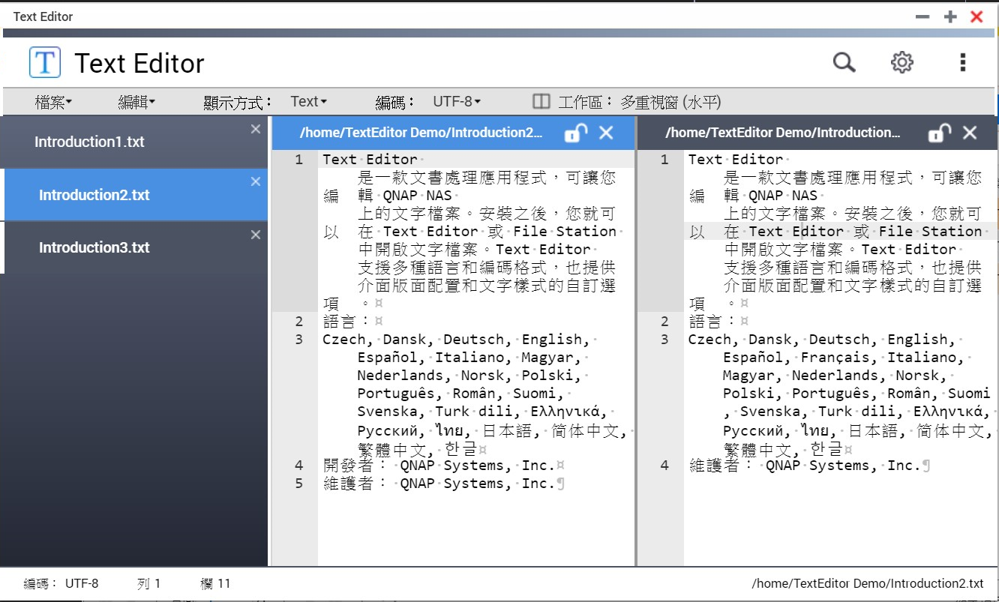 Text Editor
Text Editor
檔案 編輯 顯示方式： Text 編碼： UTF-8 工作區： 多重視窗 (水平)
Introduction1.txt
Introduction2.txt
Introduction3.txt
/home/TextEditor Demo/Introduction2...
1 Text Editor
是一款文書處理應用程式，可讓您
編 輯 QNAP NAS
上的文字檔案。安裝之後，您就可
以 在 Text Editor 或 File Station
中開啟文字檔案。Text Editor
支援多種語言和編碼格式，也提供
介面版面配置和文字樣式的自訂選
項 。¤
2 語言：¤
3 Czech, Dansk, Deutsch, English,
Español, Italiano, Magyar,
Nederlands, Norsk, Polski,
Português, Român, Suomi,
Svenska, Turk dili, Ελληνικά,
Русский, ไทย, 日本語, 简体中文,
繁體中文, 한글¤
4 開發者： QNAP Systems, Inc.¤
5 維護者： QNAP Systems, Inc.¶
/home/TextEditor Demo/Introduction...
1 Text Editor
是一款文書處理應用程式，可讓您
編 輯 QNAP NAS
上的文字檔案。安裝之後，您就可
以 在 Text Editor 或 File Station
中開啟文字檔案。Text Editor
支援多種語言和編碼格式，也提供
介面版面配置和文字樣式的自訂選
項 。¤
2 語言：¤
3 Czech, Dansk, Deutsch, English,
Español, Français, Italiano,
Magyar, Nederlands, Norsk,
Polski, Português, Român, Suomi
, Svenska, Turk dili, Ελληνικά,
Русский, ไทย, 日本語, 简体中文,
繁體中文, 한글¤
4 維護者： QNAP Systems, Inc.¶
編碼： UTF-8 列 1 欄 11 /home/TextEditor Demo/Introduction2.txt